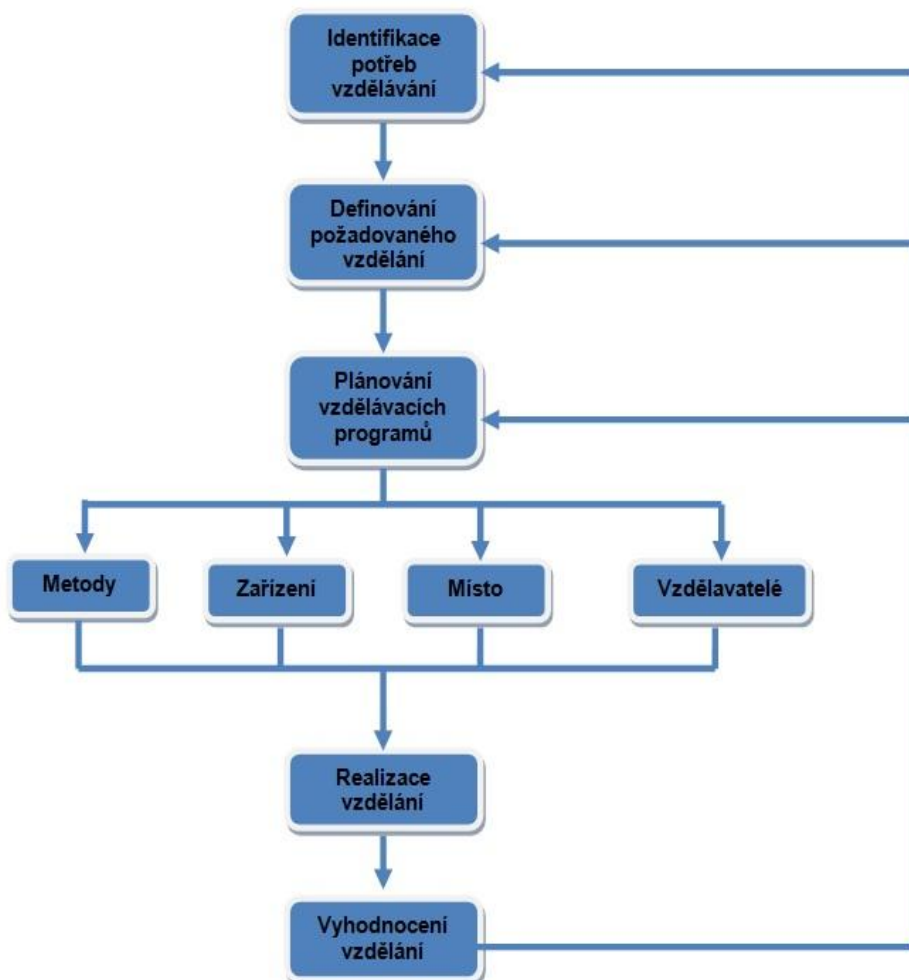 Identifikace
potřeb
vzdělávání
Definování
požadovaného
vzdělání
Plánování
vzdělávacích
programů
Metody
Zařízení
Místo
Vzdělavatelé
Realizace
vzdělání
Vyhodnocení
vzdělání